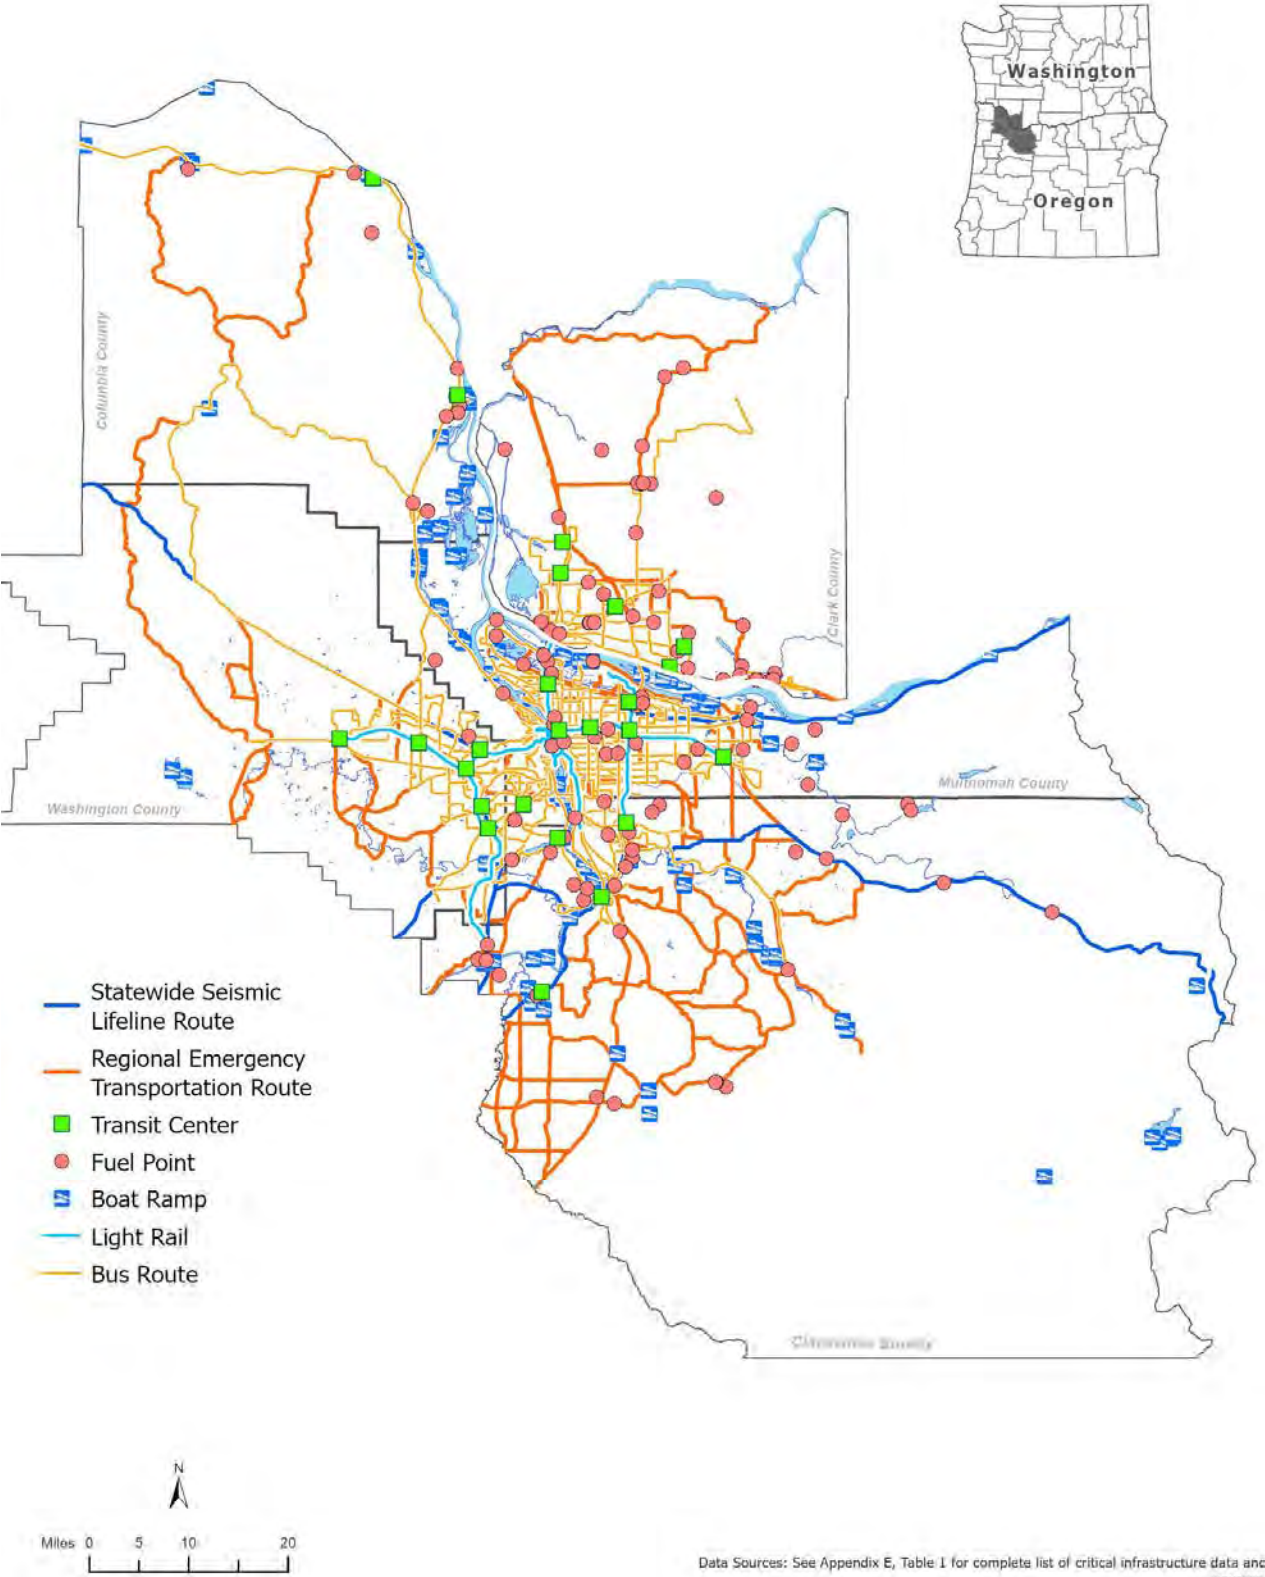 Washington
Oregon
Columbia County
Clark County
Multnomah County
Washington County
Statewide Seismic
Lifeline Route
Regional Emergency
Transportation Route
Transit Center
Fuel Point
Boat Ramp
Light Rail
Bus Route
N
Miles 0 5 10 20
Data Sources: See Appendix E, Table 1 for complete list of critical infrastructure data and